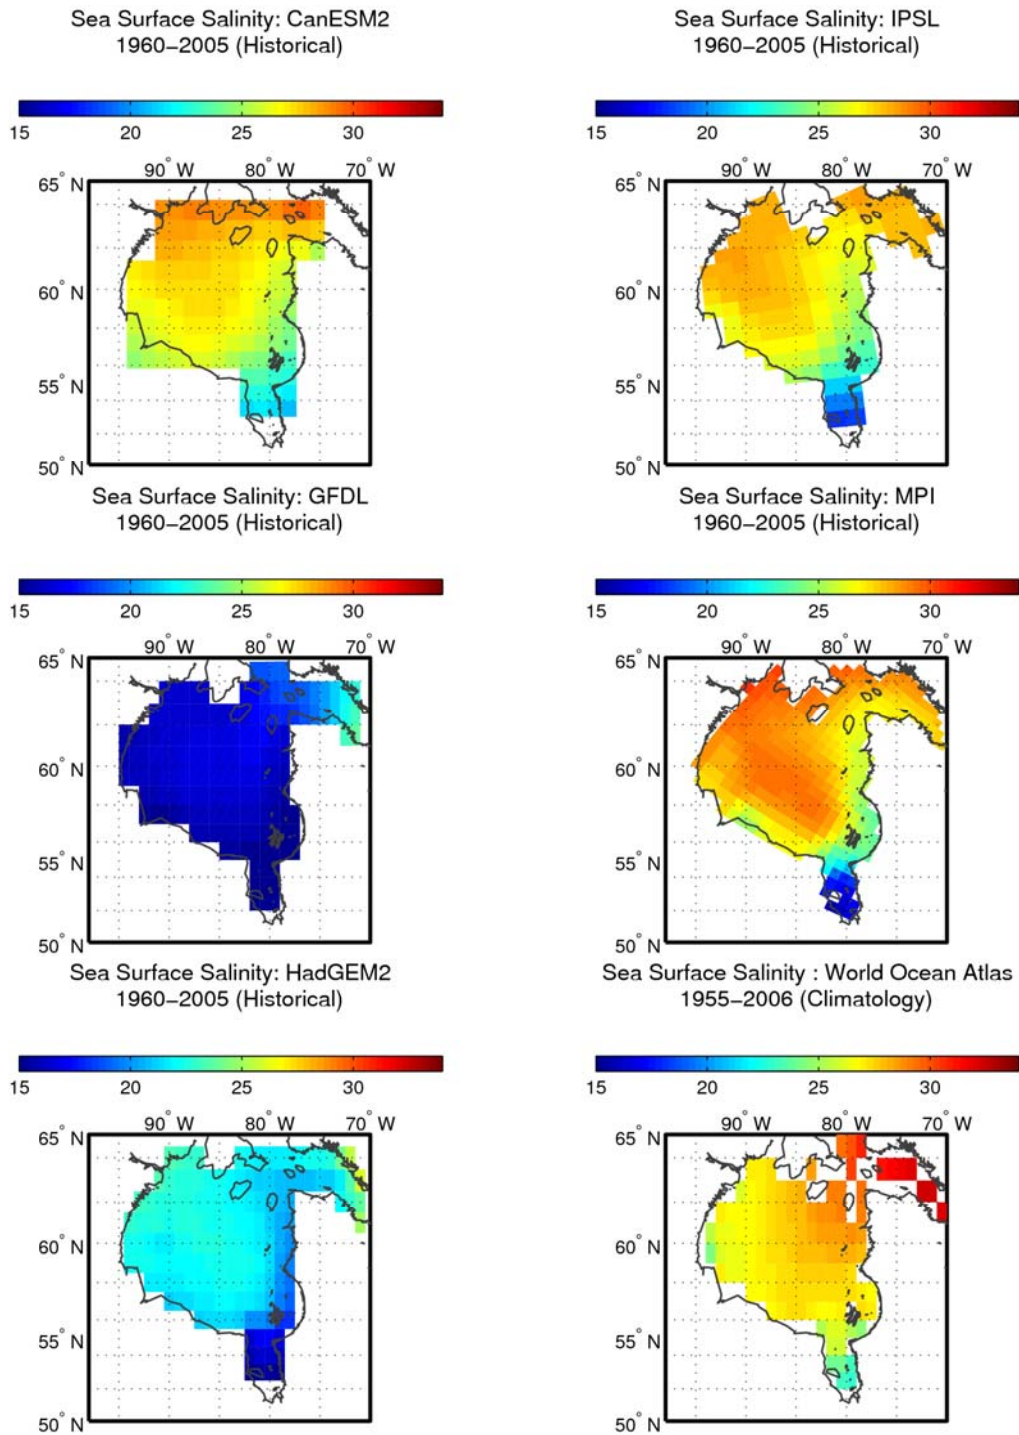 Sea Surface Salinity: CanESM2
1960−2005 (Historical)
15 20 25 30
90° W 80° 70° W
65° N
60° N
55° N
50° N
Sea Surface Salinity: IPSL
1960−2005 (Historical)
15 20 25 30
90° W 80° W 70° W
65° N
60° N
55° N
50° N
Sea Surface Salinity: GFDL
1960−2005 (Historical)
15 20 25 30
90° W 80° W 70° W
65° N
60° N
55° N
50° N
Sea Surface Salinity: MPI
1960−2005 (Historical)
15 20 25 30
90° W 80° W 70° W
65° N
60° N
55° N
50° N
Sea Surface Salinity: HadGEM2
1960−2005 (Historical)
15 20 25 30
90° W 80° W 70° W
65° N
60° N
55° N
50° N
Sea Surface Salinity : World Ocean Atlas
1955−2006 (Climatology)
15 20 25 30
90° W 80° W 70° W
65° N
60° N
55° N
50° N